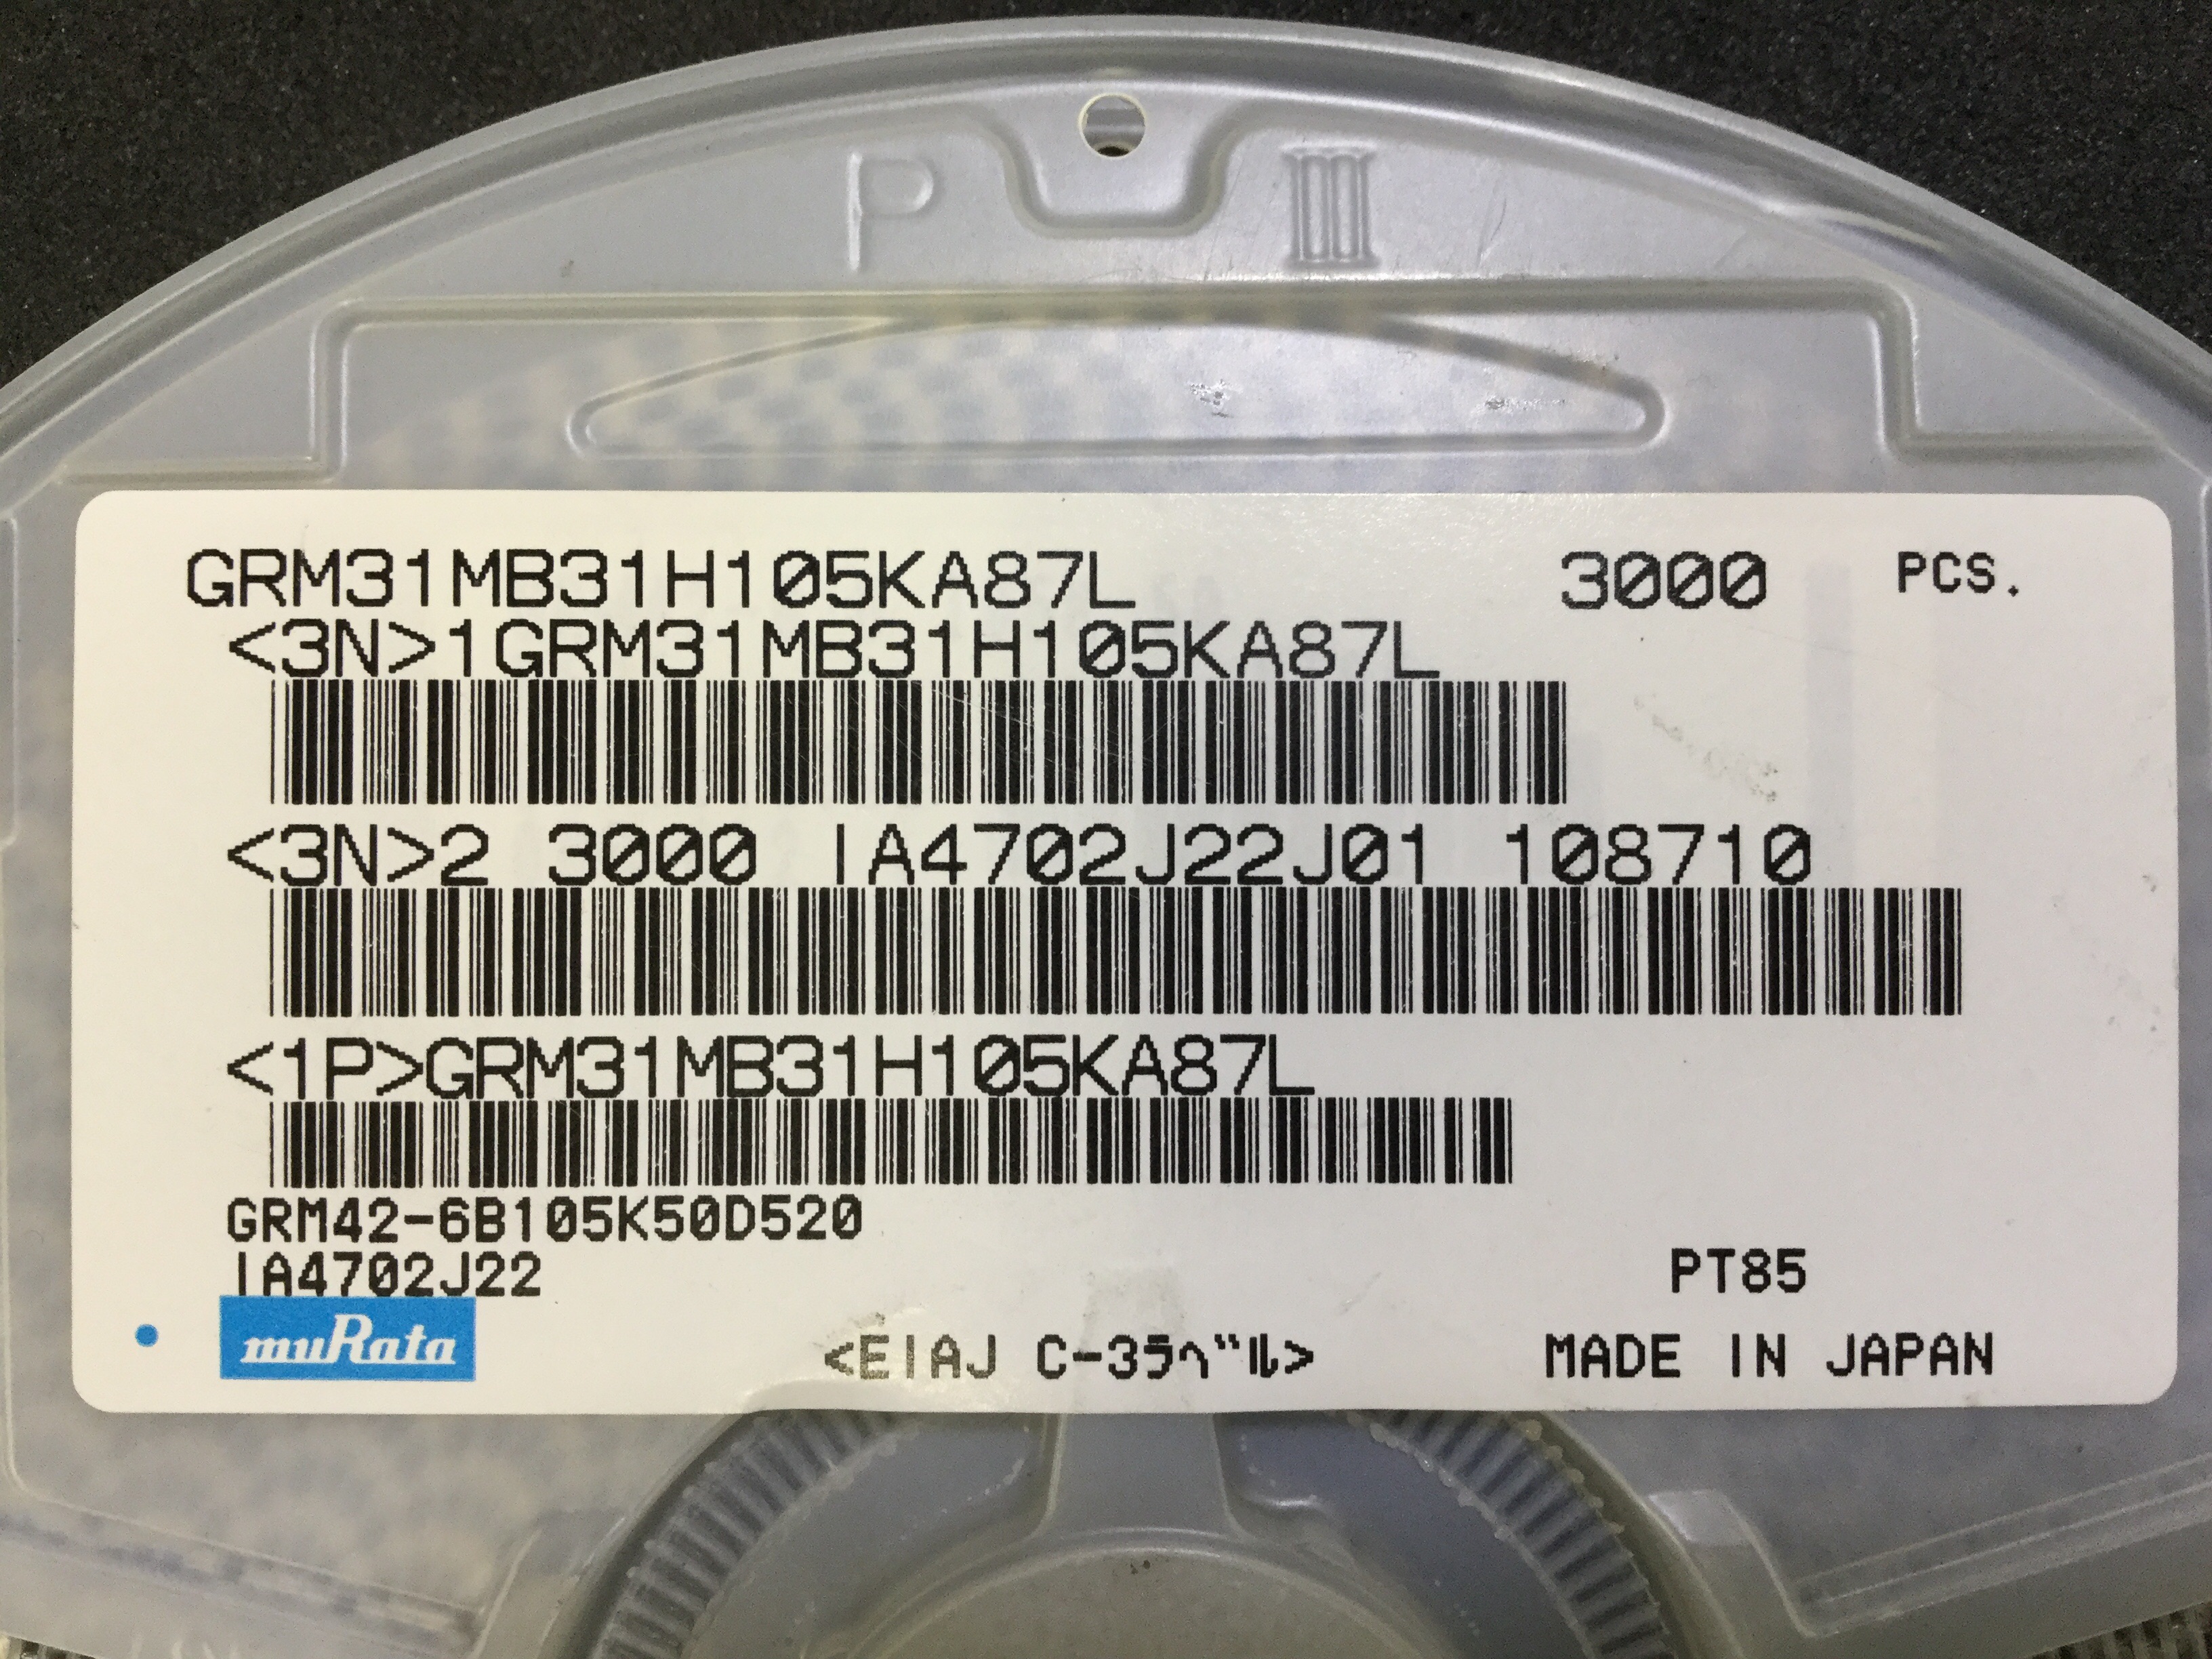 P III
GRM31MB31H105KA87L 3000 PCS.
<3N>1GRM31MB31H105KA87L
<3N>2 3000 IA4702J22J01 108710
<1P>GRM31MB31H105KA87L
GRM42-6B105K50D520
IA4702J22
PT85
muRata
<EIAJ C-3ﾗﾍﾞﾙ>
MADE IN JAPAN